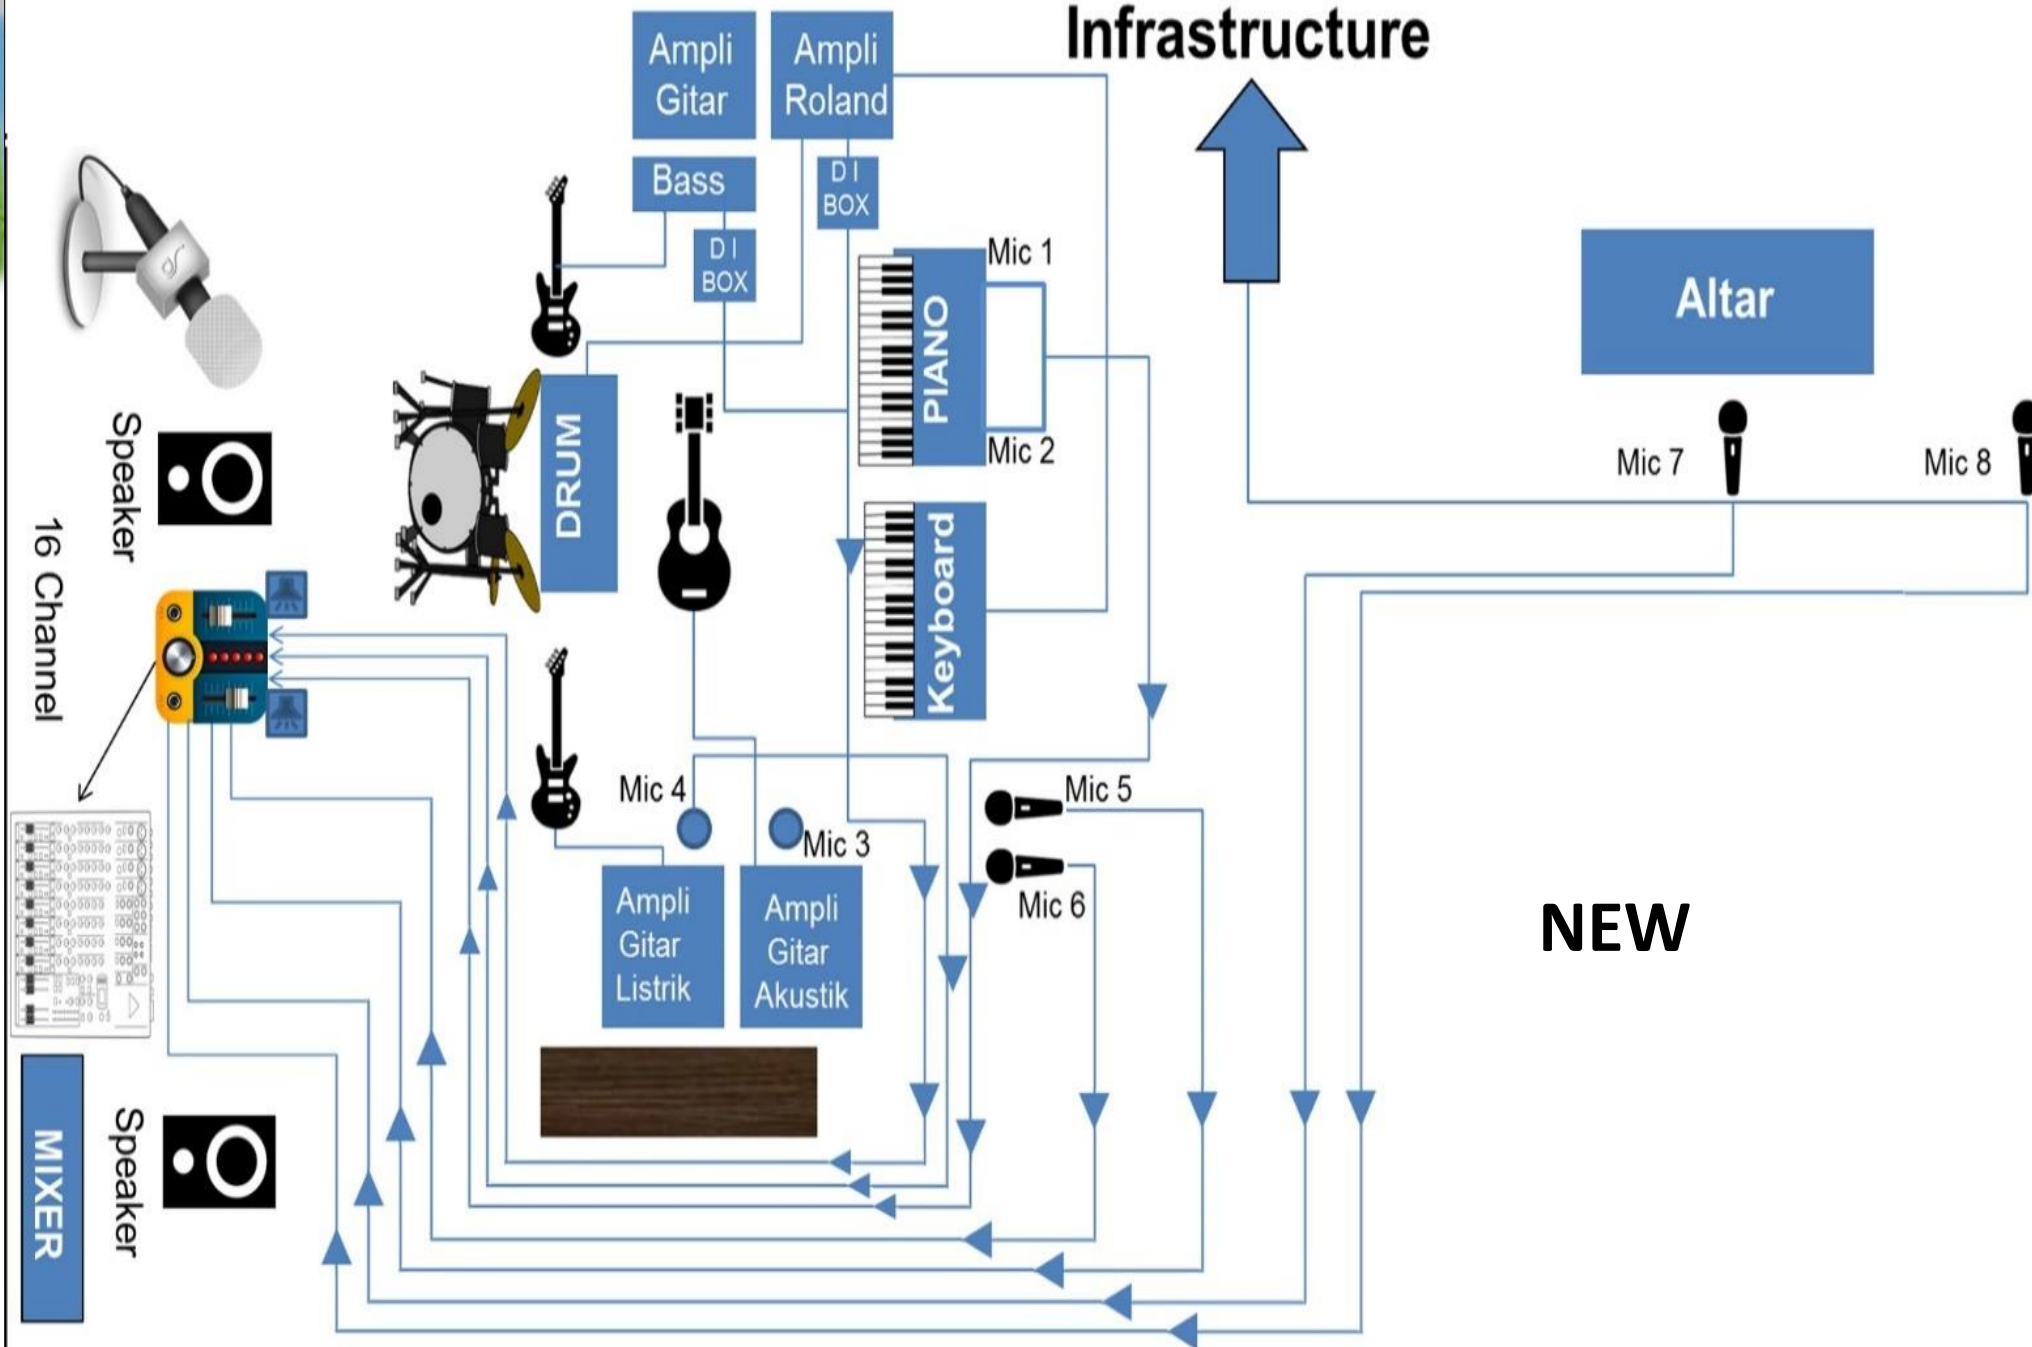 Infrastructure
Ampli
Gitar
Ampli
Roland
Bass
D I
BOX
D I
BOX
Mic 1
PIANO
Mic 2
Altar
Mic 7
Mic 8
Speaker
DRUM
16 Channel
Keyboard
Mic 4
Mic 3
Mic 5
Mic 6
Ampli
Gitar
Listrik
Ampli
Gitar
Akustik
NEW
MIXER
Speaker